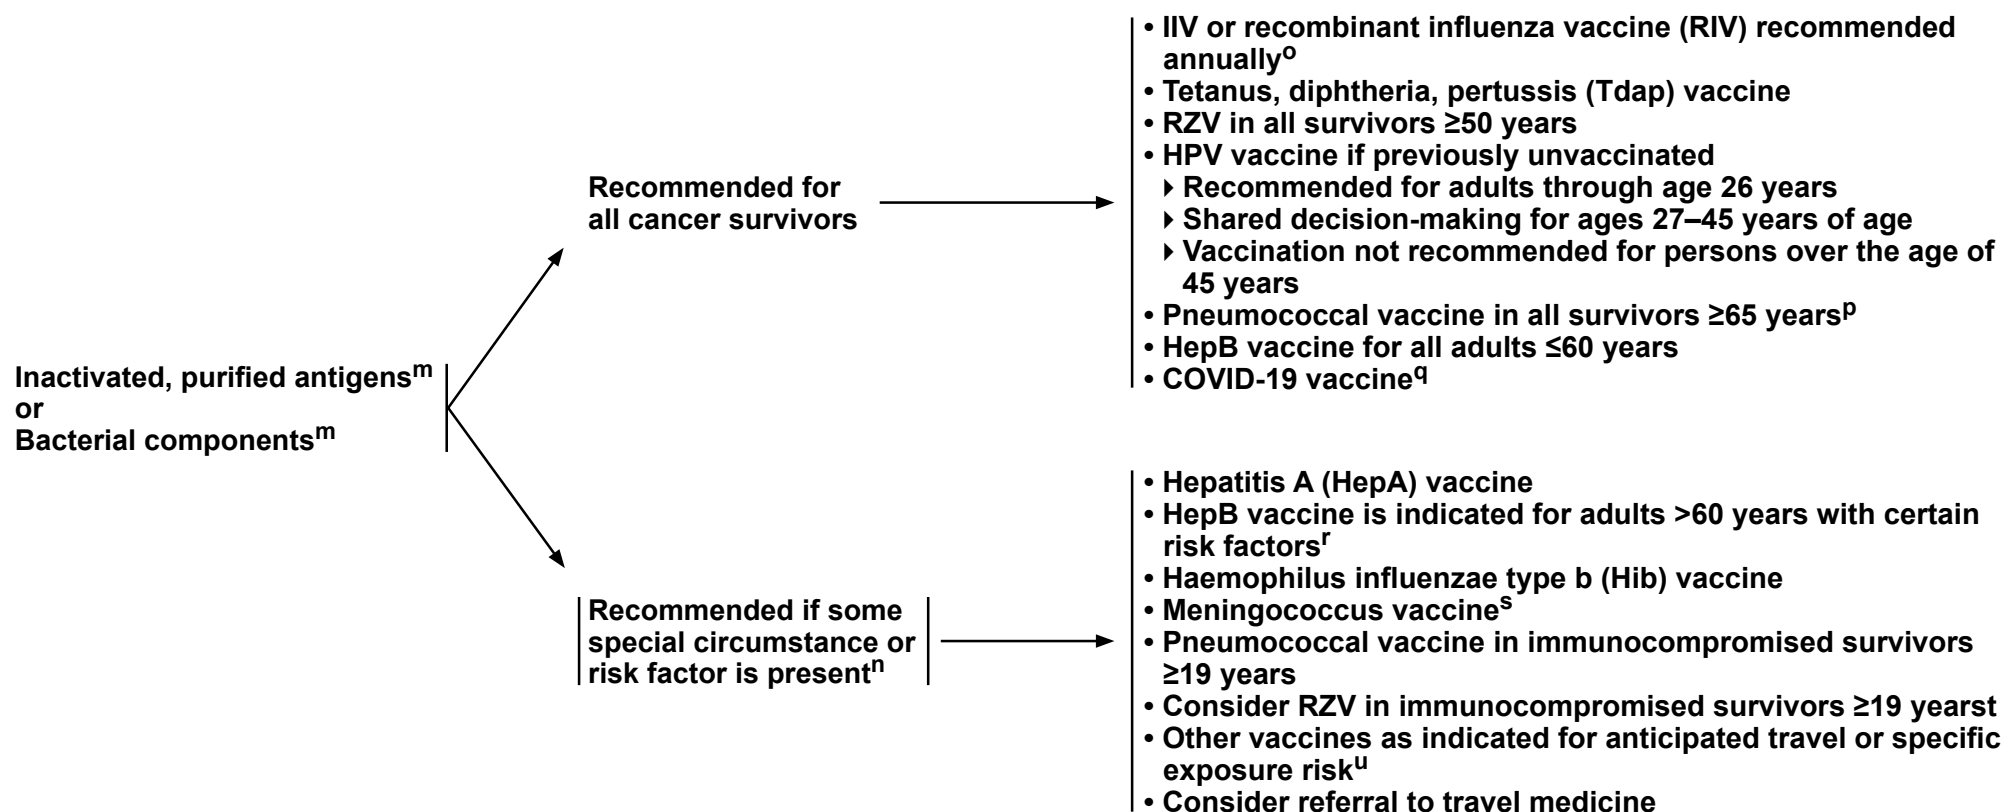 Inactivated, purified antigensᵐ
or
Bacterial componentsᵐ
Recommended for
all cancer survivors
• IIV or recombinant influenza vaccine (RIV) recommended
annuallyᵒ
• Tetanus, diphtheria, pertussis (Tdap) vaccine
• RZV in all survivors ≥50 years
• HPV vaccine if previously unvaccinated
▸ Recommended for adults through age 26 years
▸ Shared decision-making for ages 27–45 years of age
▸ Vaccination not recommended for persons over the age of
45 years
• Pneumococcal vaccine in all survivors ≥65 yearsᵖ
• HepB vaccine for all adults ≤60 years
• COVID-19 vaccine^q
Recommended if some
special circumstance or
risk factor is presentⁿ
• Hepatitis A (HepA) vaccine
• HepB vaccine is indicated for adults >60 years with certain
risk factorsʳ
• Haemophilus influenzae type b (Hib) vaccine
• Meningococcus vaccineˢ
• Pneumococcal vaccine in immunocompromised survivors
≥19 years
• Consider RZV in immunocompromised survivors ≥19 yearst
• Other vaccines as indicated for anticipated travel or specific
exposure riskᵘ
• Consider referral to travel medicine